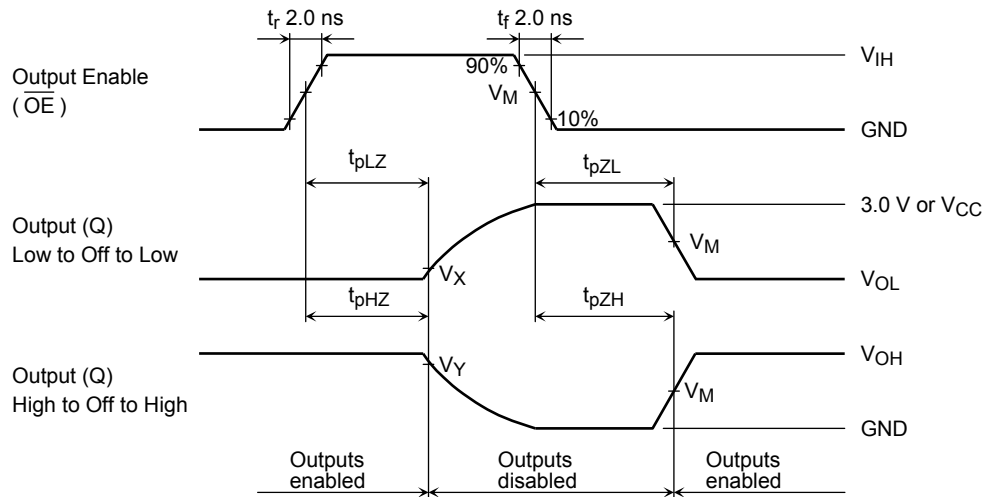 tr 2.0 ns
tf 2.0 ns
Output Enable
( OE )
90%
VM
10%
VIH
GND
tpLZ
tpZL
3.0 V or VCC
Output (Q)
Low to Off to Low
VX
VM
VOL
tpHZ
tpZH
Output (Q)
High to Off to High
VY
VM
VOH
GND
Outputs
enabled
Outputs
disabled
Outputs
enabled